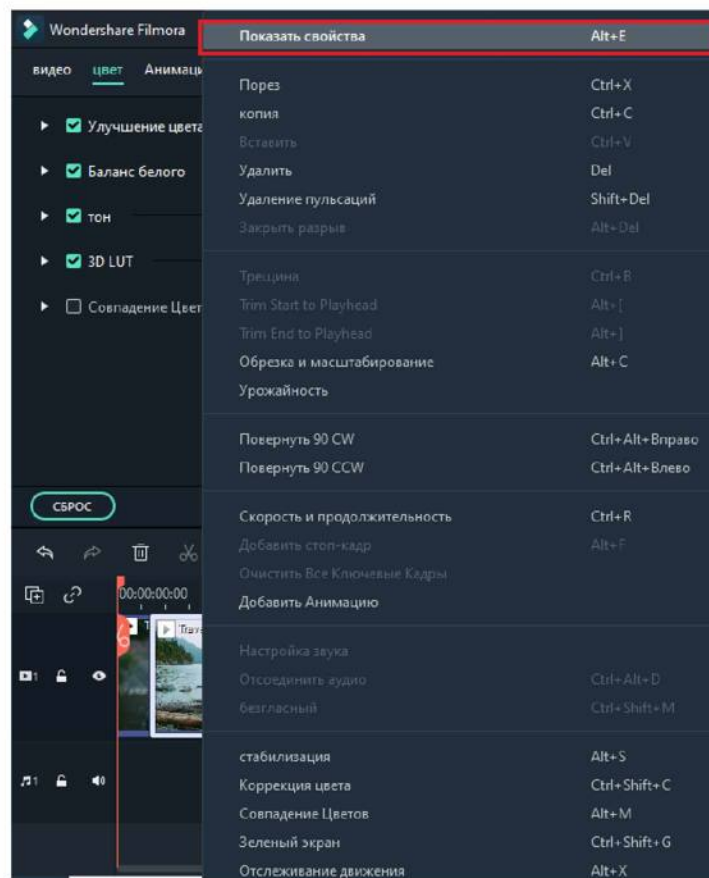 Wondershare Filmora
видео цвет Анимаци
Улучшение цвета
Баланс белого
тон
3D LUT
Совпадение Цвет
СБРОС
00:00:00:00
Trave
1
1
Показать свойства Alt+E
Порез Ctrl+X
копия Ctrl+C
Вставить Ctrl+V
Удалить Del
Удаление пульсаций Shift+Del
Закрыть разрыв Alt+Del
Трещина Ctrl+B
Trim Start to Playhead Alt+[
Trim End to Playhead Alt+]
Обрезка и масштабирование Alt+C
Урожайность
Повернуть 90 CW Ctrl+Alt+Вправо
Повернуть 90 CCW Ctrl+Alt+Влево
Скорость и продолжительность Ctrl+R
Добавить стоп-кадр Alt+F
Очистить Все Ключевые Кадры
Добавить Анимацию
Настройка звука
Отсоединить аудио Ctrl+Alt+D
безгласный Ctrl+Shift+M
стабилизация Alt+S
Коррекция цвета Ctrl+Shift+C
Совпадение Цветов Alt+M
Зеленый экран Ctrl+Shift+G
Отслеживание движения Alt+X